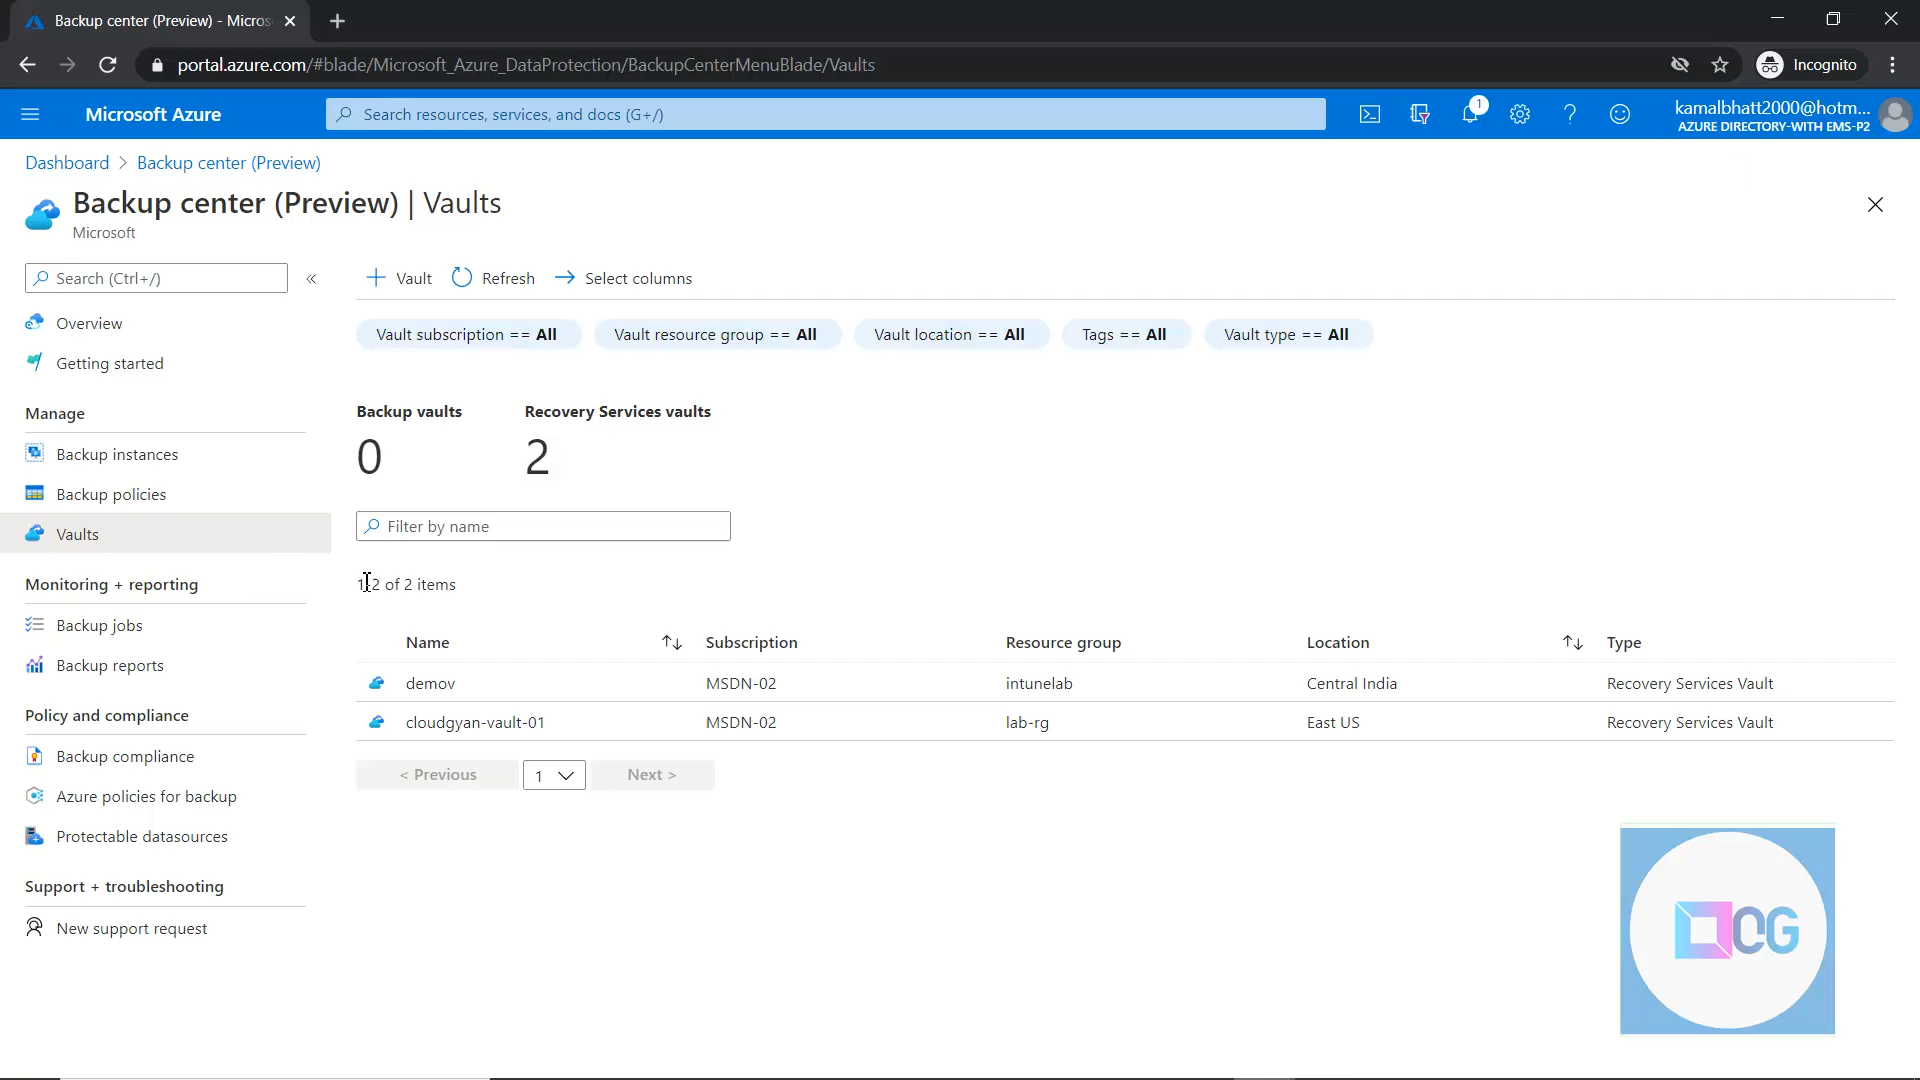 Backup center (Preview) - Micros
portal.azure.com/#blade/Microsoft_Azure_DataProtection/BackupCenterMenuBlade/Vaults
Incognito
Microsoft Azure
Search resources, services, and docs (G+/)
1
kamalbhatt2000@hotm...
AZURE DIRECTORY-WITH EMS-P2
Dashboard > Backup center (Preview)
Backup center (Preview) | Vaults
Microsoft
Search (Ctrl+/)
«
Overview
Getting started
Manage
Backup instances
Backup policies
Vaults
Monitoring + reporting
Backup jobs
Backup reports
Policy and compliance
Backup compliance
Azure policies for backup
Protectable datasources
Support + troubleshooting
New support request
Vault Refresh Select columns
Vault subscription == All Vault resource group == All Vault location == All Tags == All Vault type == All
Backup vaults Recovery Services vaults
0 2
Filter by name
1-2 of 2 items
Name Subscription Resource group Location Type
demov MSDN-02 intunelab Central India Recovery Services Vault
cloudgyan-vault-01 MSDN-02 lab-rg East US Recovery Services Vault
< Previous 1 Next >
CG